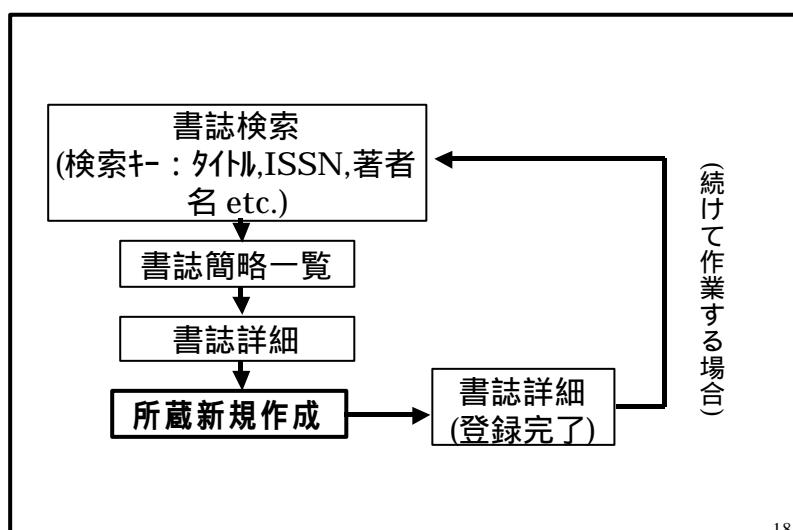 書誌検索
(検索ｷｰ：ﾀｲﾄﾙ,ISSN,著者
名 etc.)
書誌簡略一覧
書誌詳細
所蔵新規作成
書誌詳細
(登録完了)
(続けて作業する場合)
18